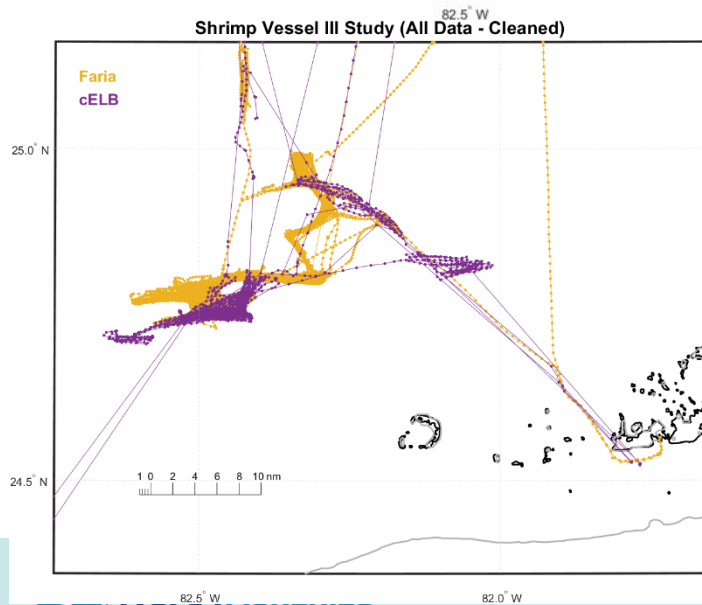 82.5° W
Shrimp Vessel III Study (All Data - Cleaned)
Faria
cELB
25.0° N
24.5° N
1 0 2 4 6 8 10 nm
82.5° W
82.0° W